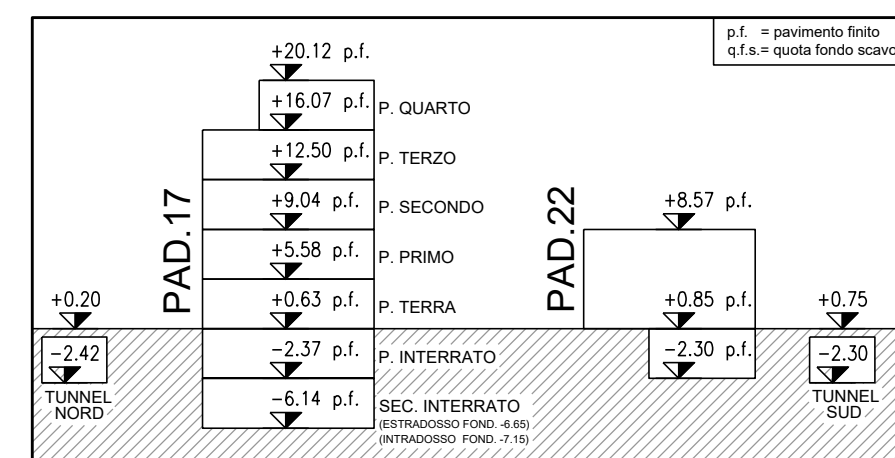 p.f. = pavimento finito
q.f.s.= quota fondo scavo
PAD.17
+20.12 p.f.
+16.07 p.f.
P. QUARTO
+12.50 p.f.
P. TERZO
+9.04 p.f.
P. SECONDO
+5.58 p.f.
P. PRIMO
+0.63 p.f.
P. TERRA
-2.37 p.f.
P. INTERRATO
-6.14 p.f.
SEC. INTERRATO
(ESTRADOSSO FOND. -6.65)
(INTRADOSSO FOND. -7.15)
+0.20
-2.42
TUNNEL
NORD
PAD.22
+8.57 p.f.
+0.85 p.f.
-2.30 p.f.
+0.75
-2.30
TUNNEL
SUD